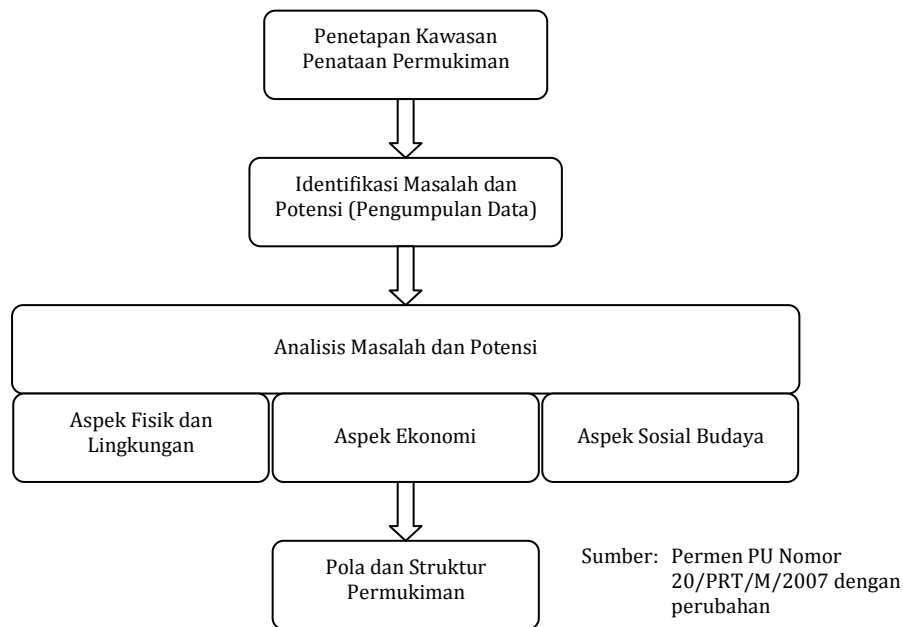 Penetapan Kawasan
Penataan Permukiman
Identifikasi Masalah dan
Potensi (Pengumpulan Data)
Analisis Masalah dan Potensi
Aspek Fisik dan
Lingkungan
Aspek Ekonomi
Aspek Sosial Budaya
Pola dan Struktur
Permukiman
Sumber: Permen PU Nomor
20/PRT/M/2007 dengan
perubahan